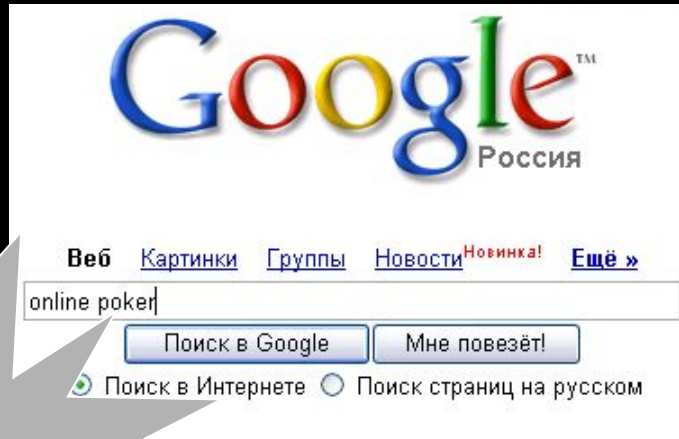 Google™
Россия
Веб Картинки Группы Новости Новинка! Ещё »
online poker
Поиск в Google Мне повезёт!
Поиск в Интернете Поиск страниц на русском